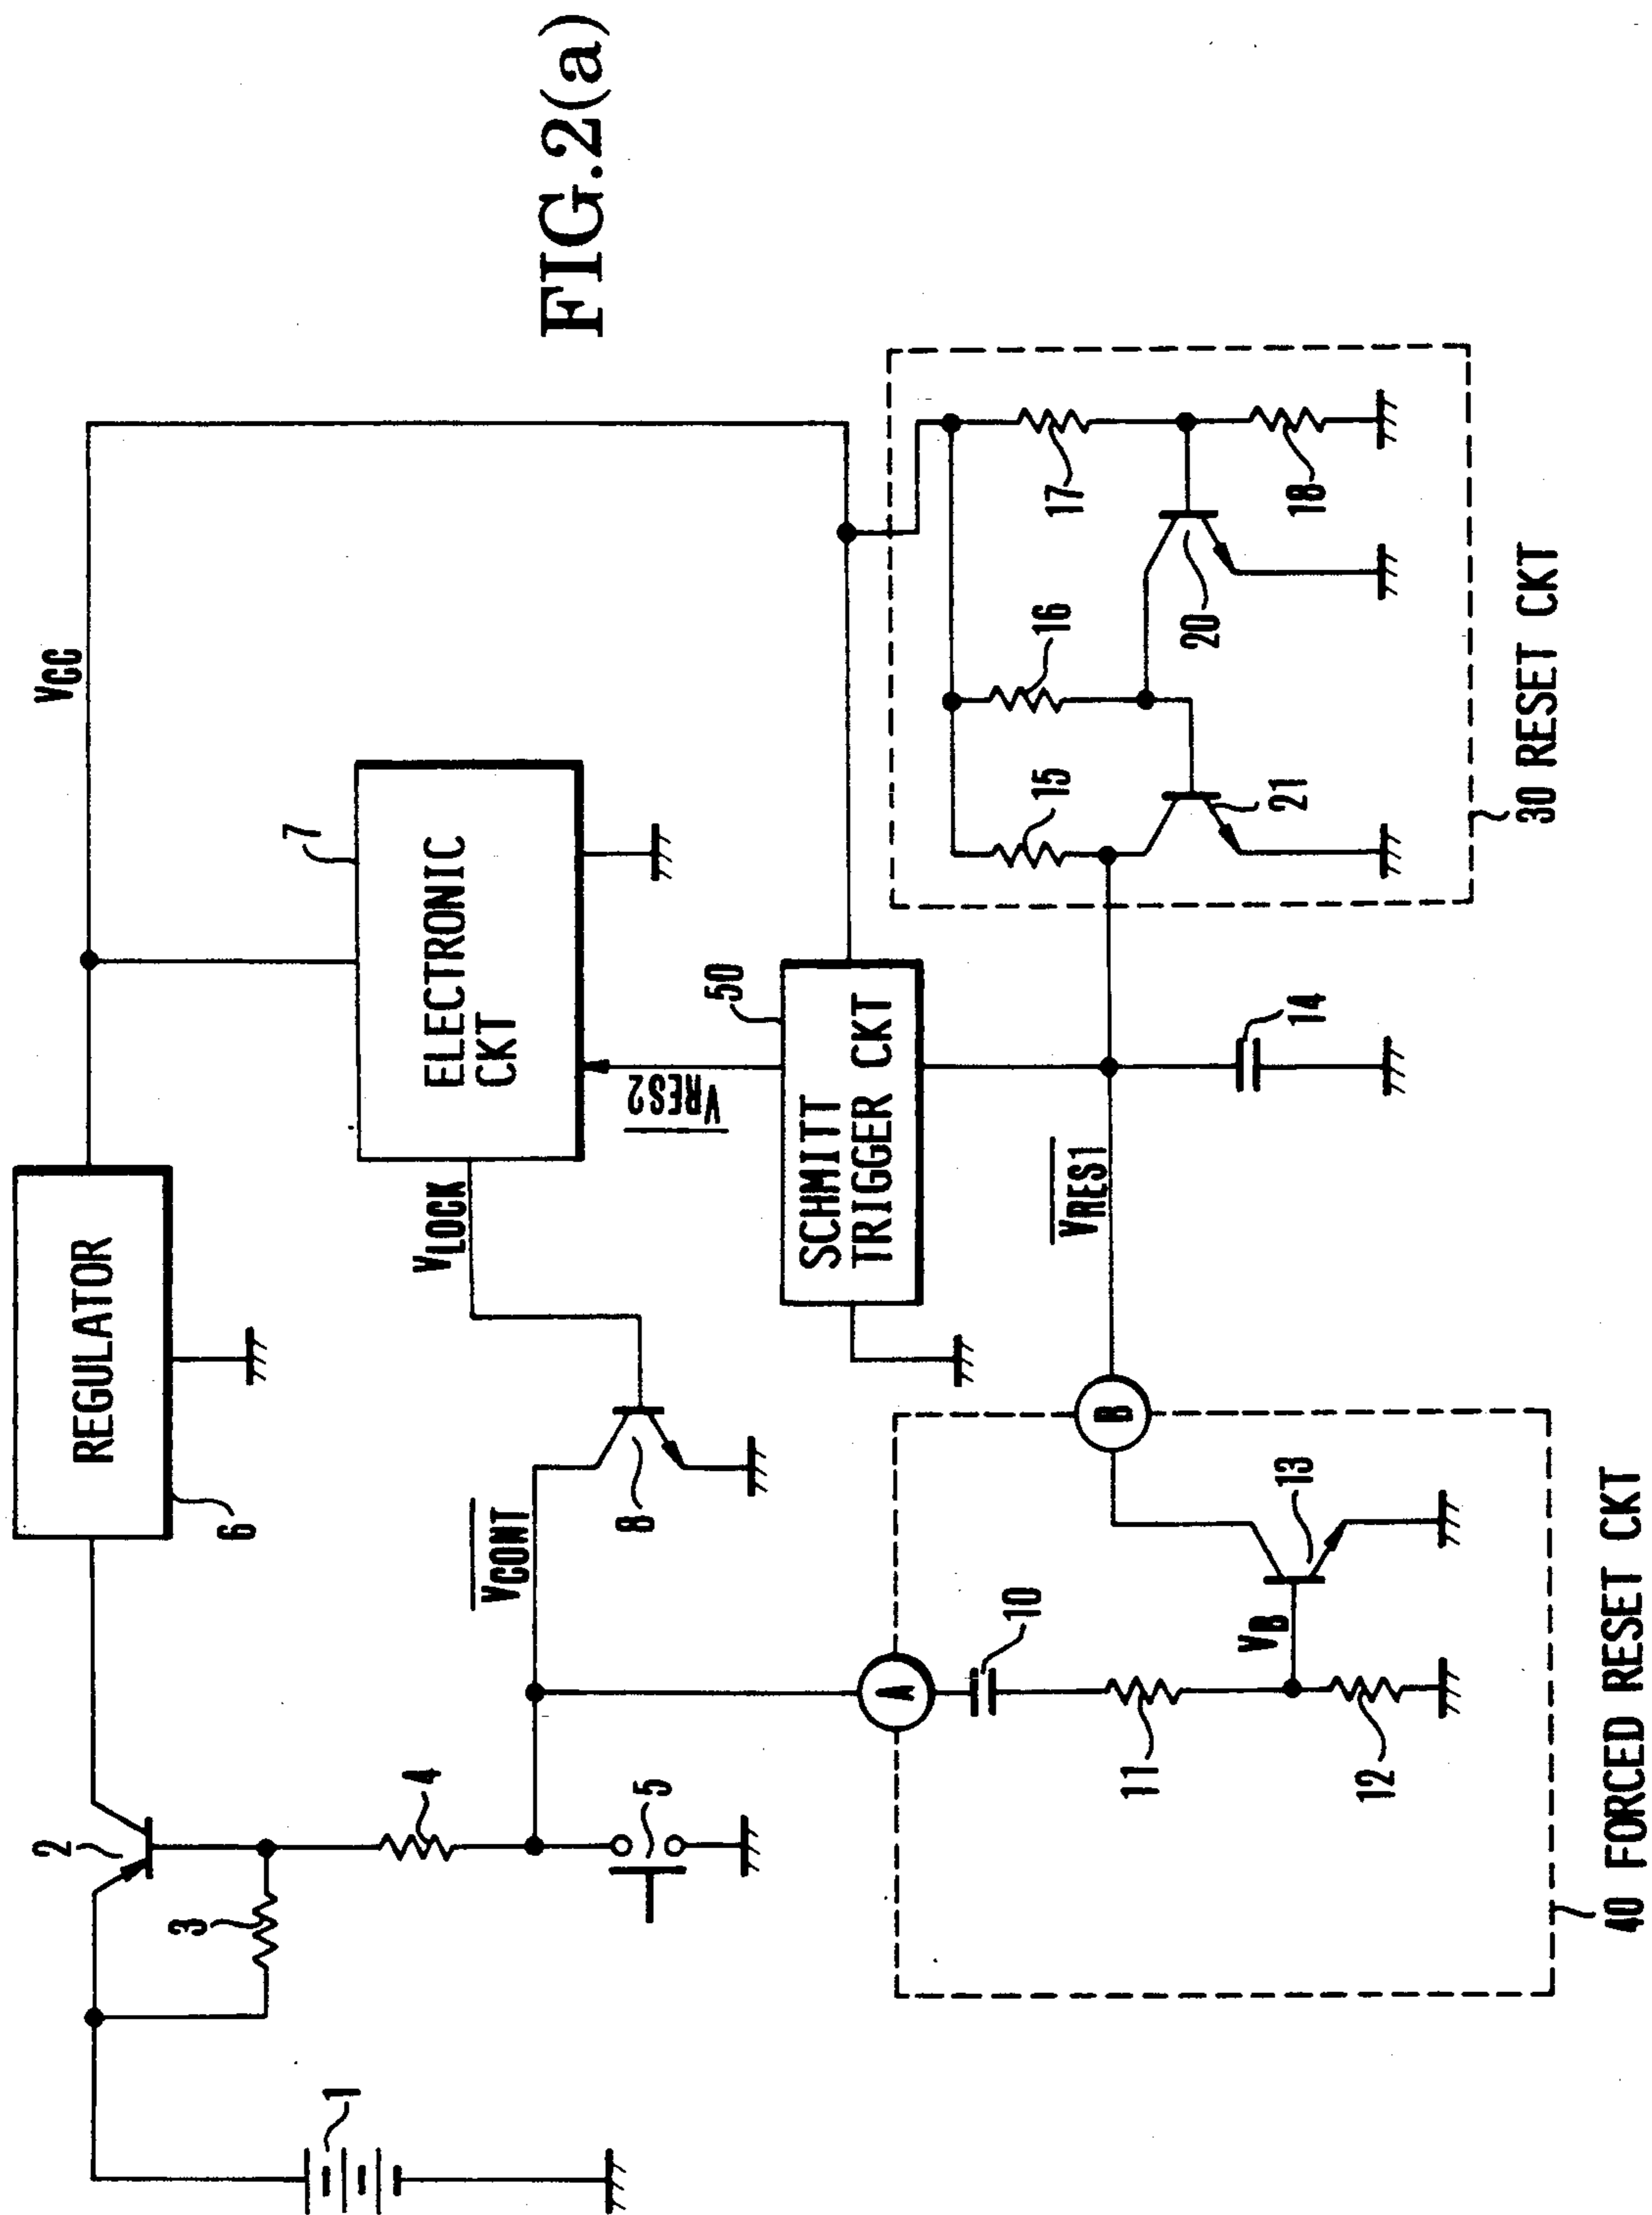 FIG.2(a)
1
2
3
4
5
6
REGULATOR
VCC
7
ELECTRONIC
CKT
VLOCK
8
VCONT
VRES2
50
SCHMITT
TRIGGER CKT
VRES1
A
B
10
11
12
13
VB
14
15
16
17
18
20
21
30 RESET CKT
40 FORCED RESET CKT